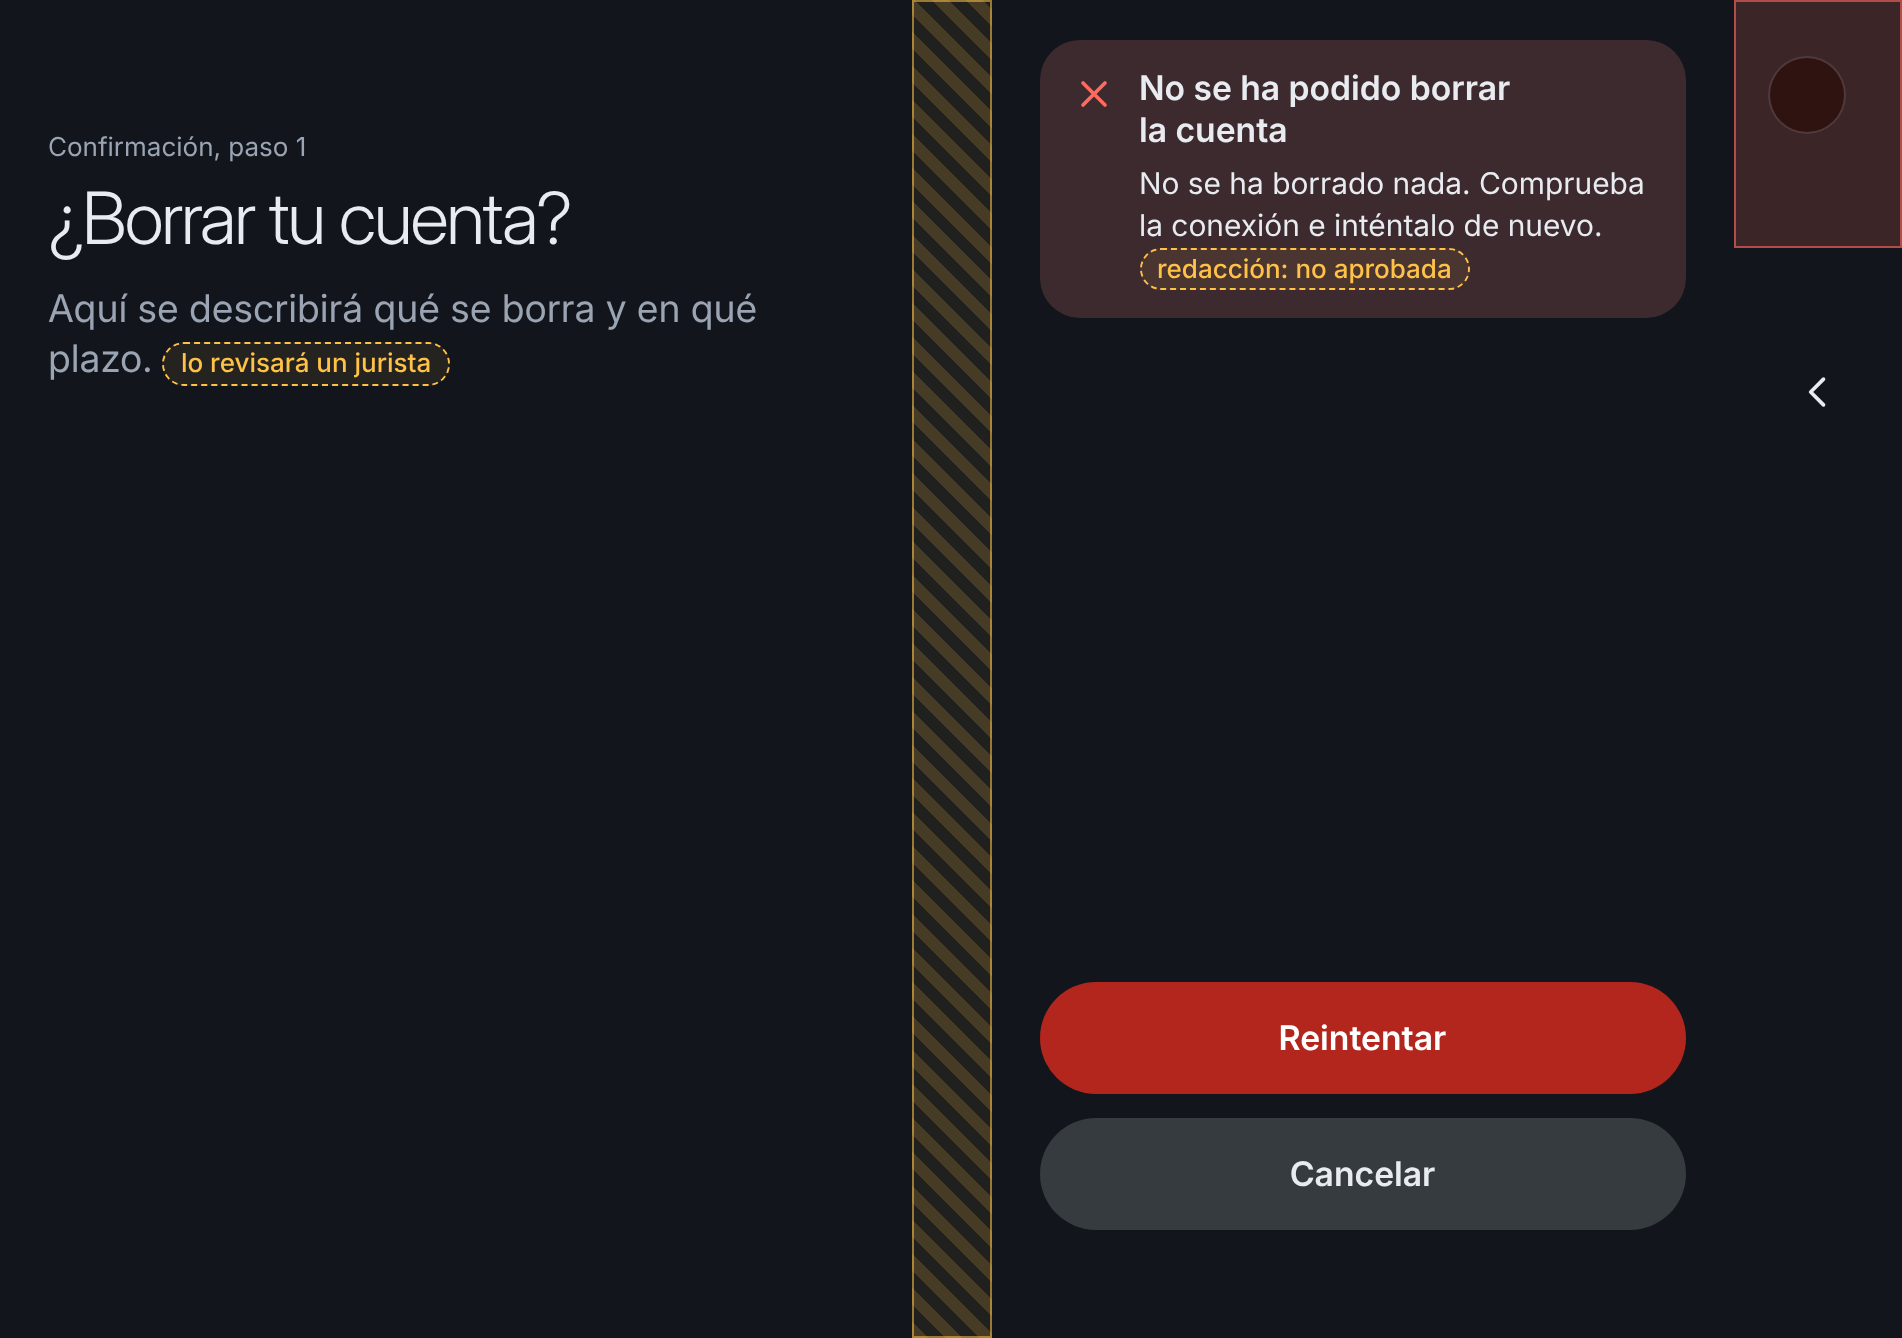 Confirmación, paso 1
¿Borrar tu cuenta?
Aquí se describirá qué se borra y en qué
plazo. lo revisará un jurista
No se ha podido borrar
la cuenta
No se ha borrado nada. Comprueba
la conexión e inténtalo de nuevo.
redacción: no aprobada
Reintentar
Cancelar